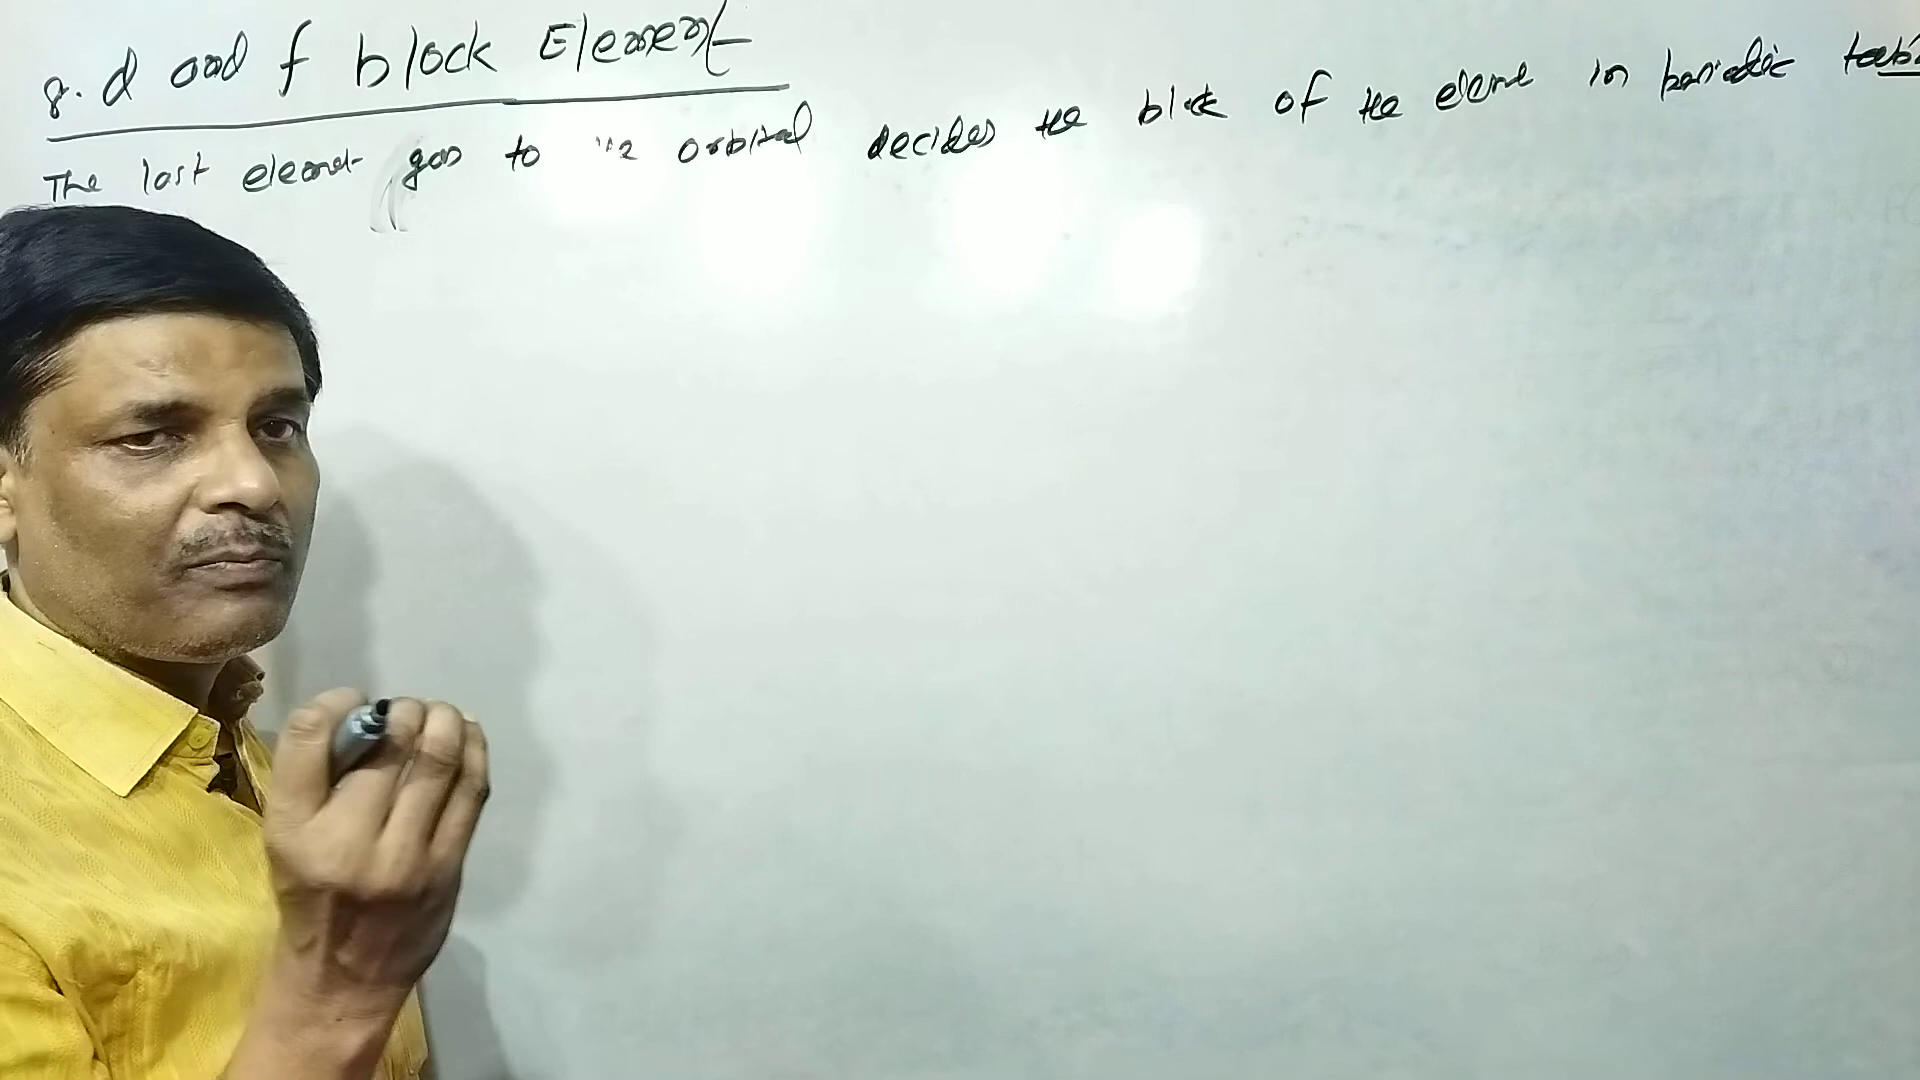 8. d and f block Element
The last element goes to the orbital decides the block of the element in periodic table